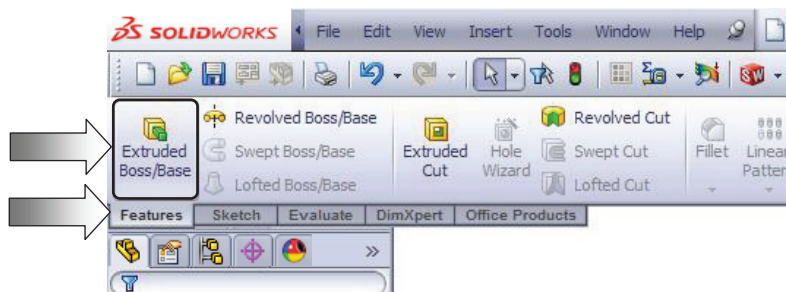 SOLIDWORKS File Edit View Insert Tools Window Help
Extruded Boss/Base
Revolved Boss/Base
Swept Boss/Base
Lofted Boss/Base
Extruded Cut
Hole Wizard
Revolved Cut
Swept Cut
Lofted Cut
Fillet
Linear
Patter
Features Sketch Evaluate DimXpert Office Products